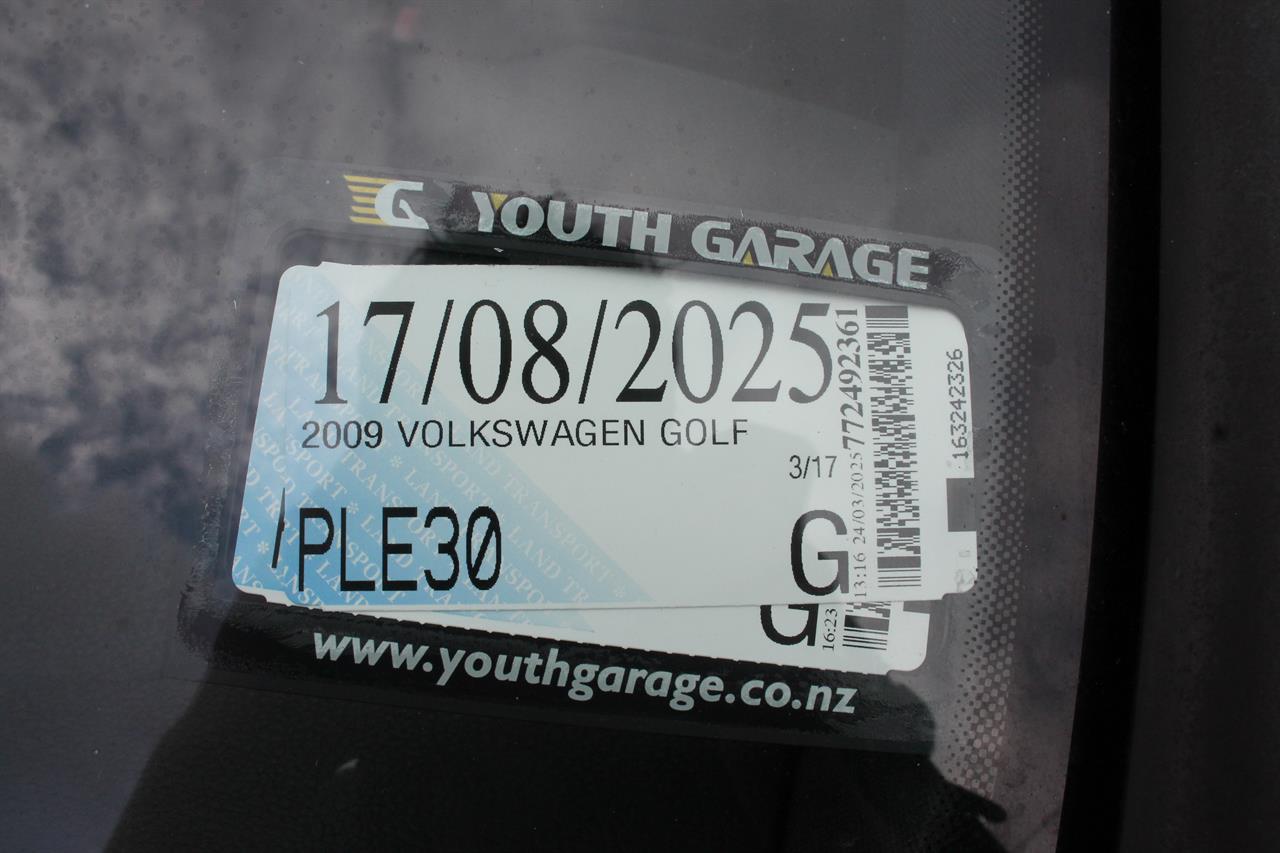 G YOUTH GARAGE
17/08/2025
2009 VOLKSWAGEN GOLF
3/17
PLE30
G
13:16 24/03/2025
772492361
163242326
G
16:23
www.youthgarage.co.nz